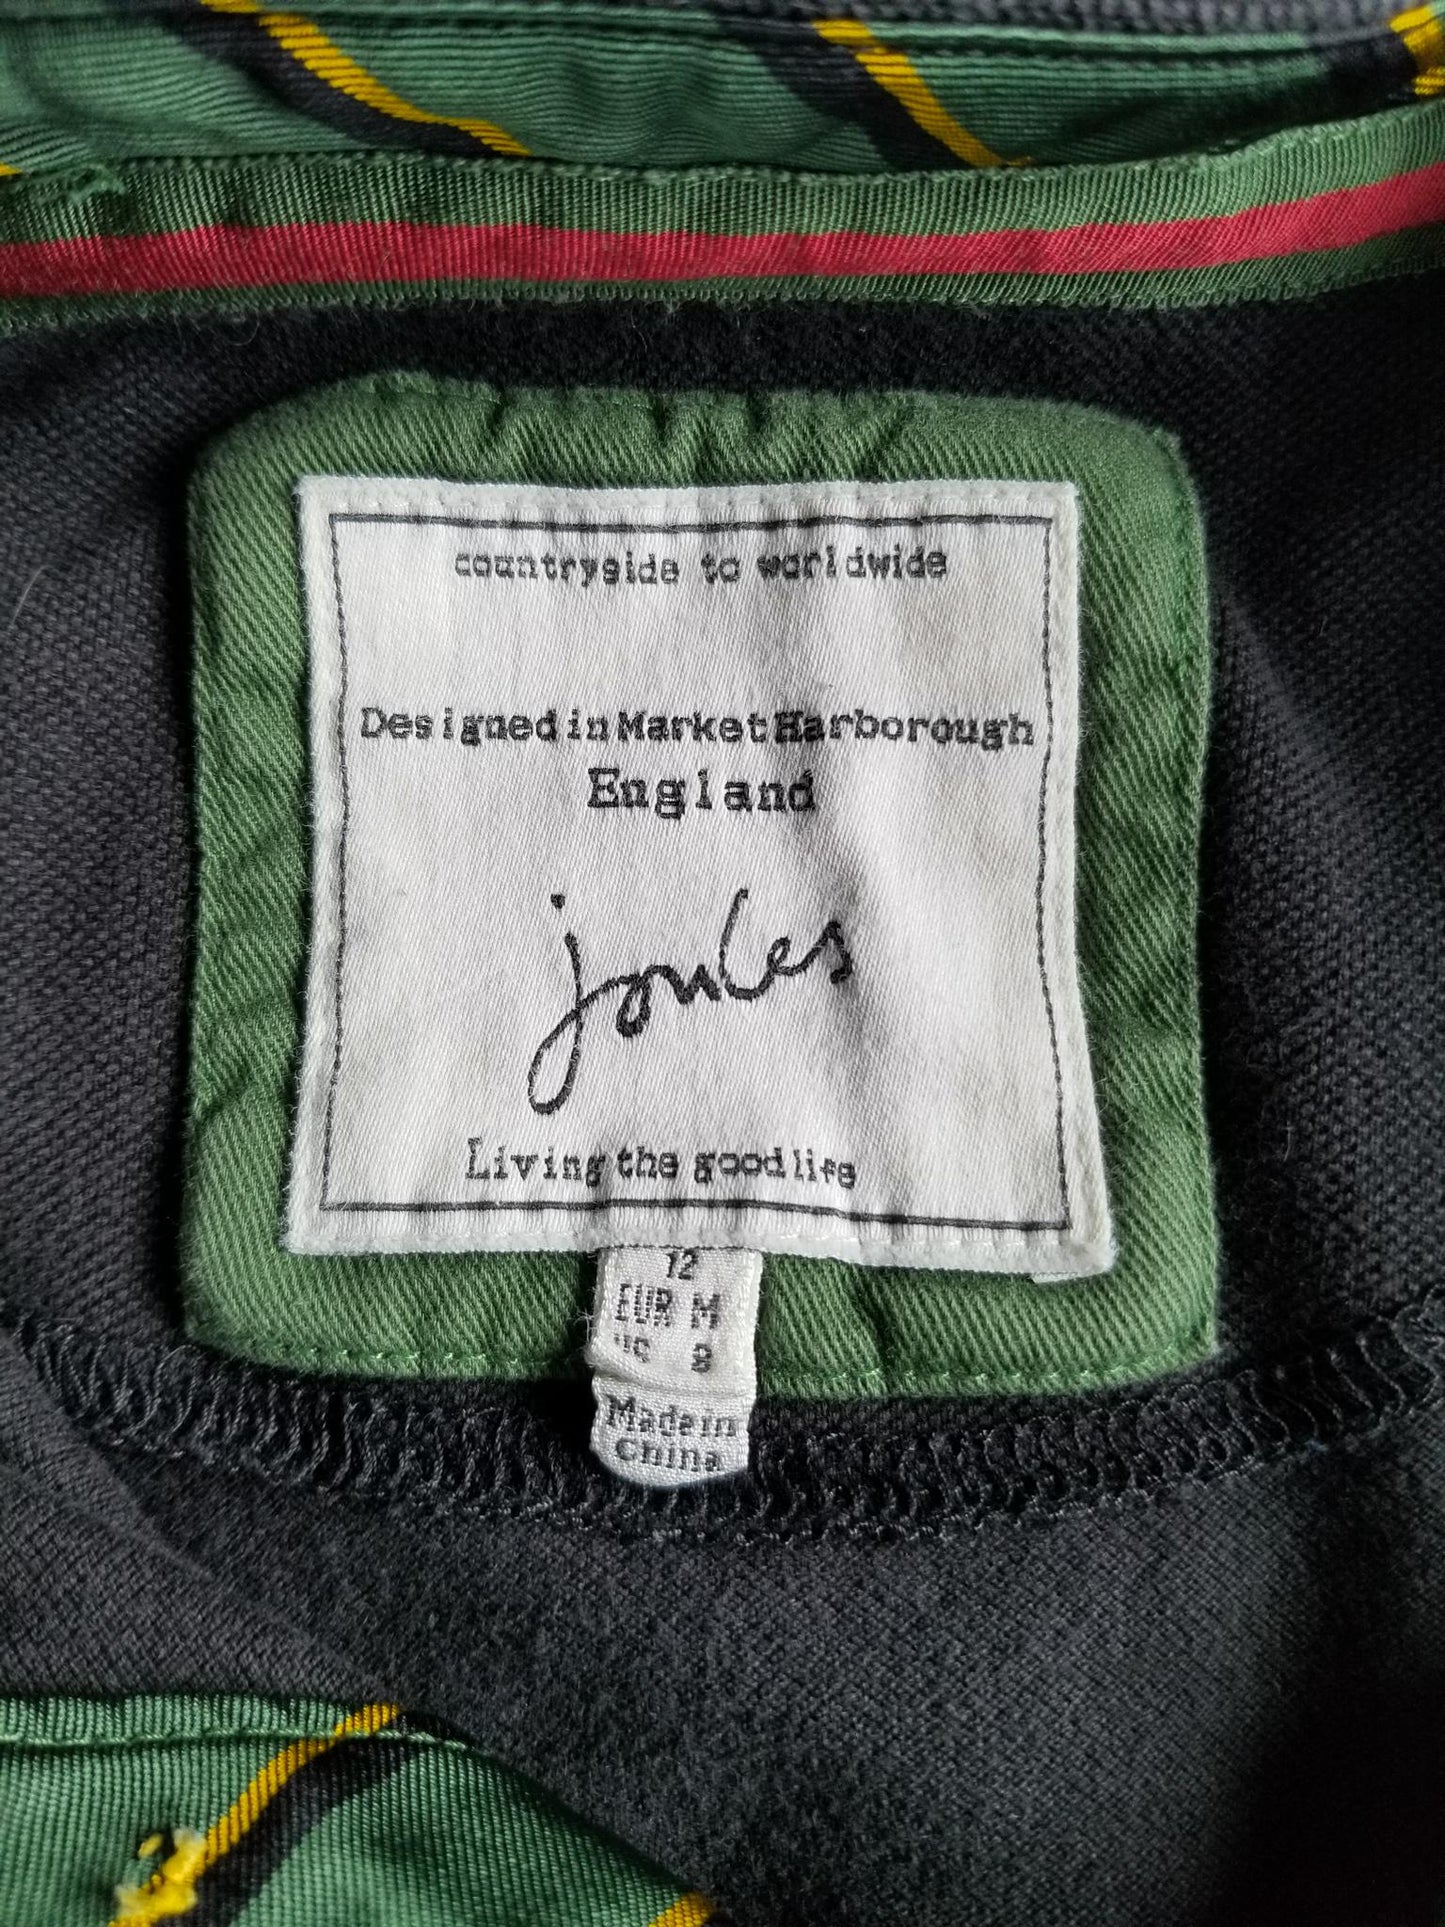 countryside to worldwide
Designed in Market Harborough
England
joules
Living the good life
12
EUR M
US 8
Made in
China